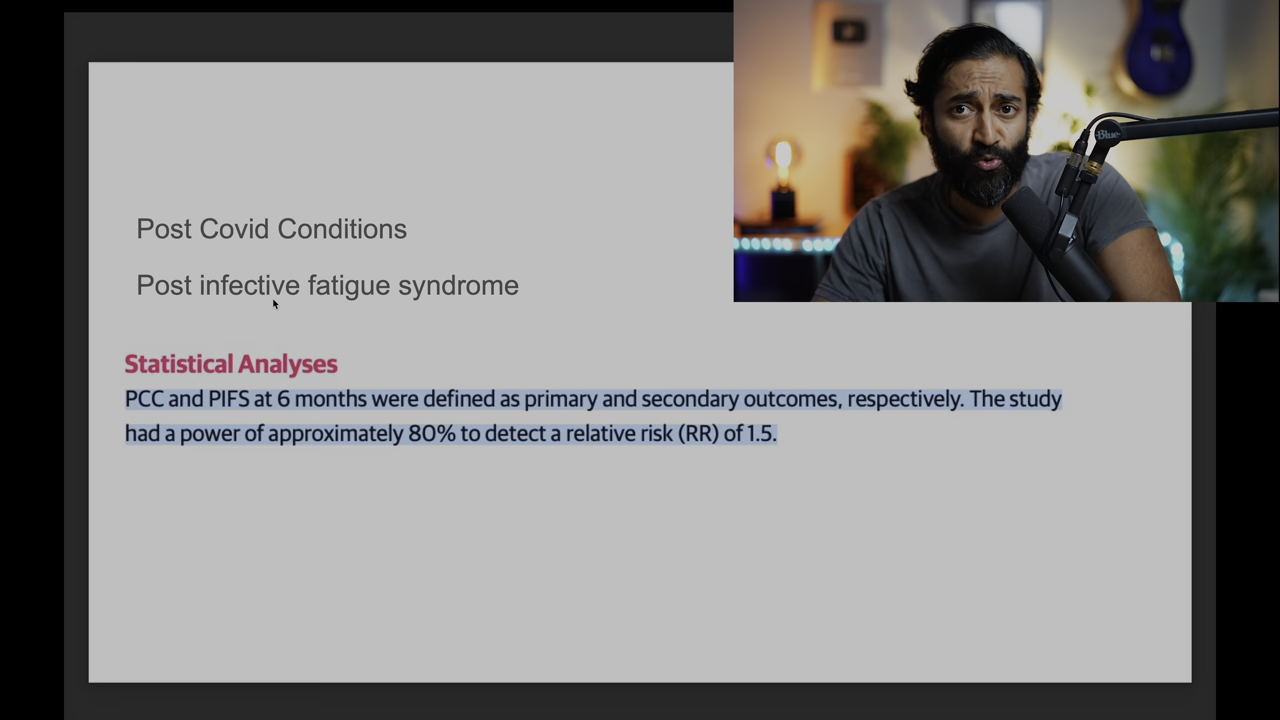 Post Covid Conditions
Post infective fatigue syndrome
Statistical Analyses
PCC and PIFS at 6 months were defined as primary and secondary outcomes, respectively. The study
had a power of approximately 80% to detect a relative risk (RR) of 1.5.
Blue